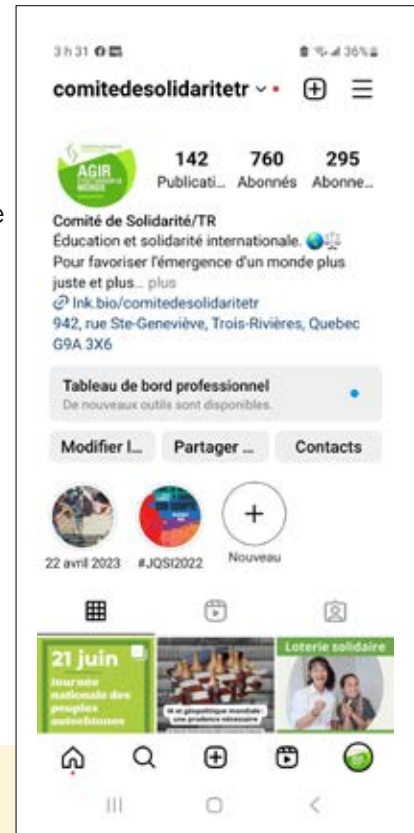 e
3 h 31
36%
comitedesolidaritetr
AGIR
MONDE
142 760 295
Publicati... Abonnés Abonne...
Comité de Solidarité/TR
Éducation et solidarité internationale.
Pour favoriser l'émergence d'un monde plus
juste et plus... plus
lnk.bio/comitedesolidaritetr
942, rue Ste-Geneviève, Trois-Rivières, Quebec
G9A 3X6
Tableau de bord professionnel
De nouveaux outils sont disponibles.
Modifier l... Partager ... Contacts
22 avril 2023 #JQSI2022 Nouveau
21 juin
Journée
nationale des
peuples
autochtones
IA et géopolitique mondiale :
une prudence nécessaire
Loterie solidaire